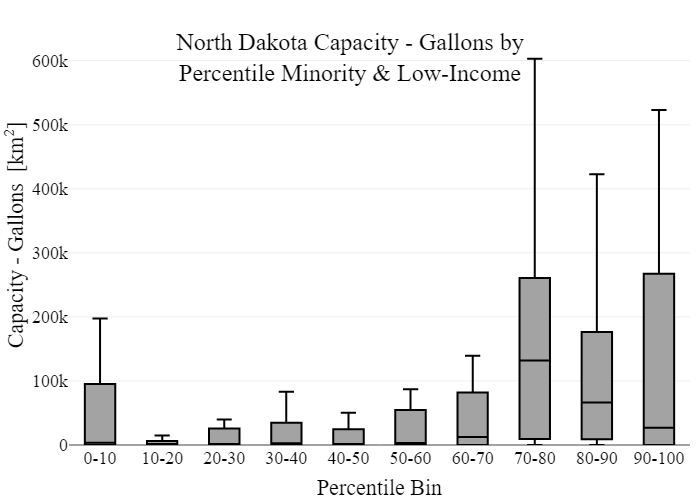 North Dakota Capacity - Gallons by
Percentile Minority & Low-Income
Capacity - Gallons [km²]
600k
500k
400k
300k
200k
100k
0
0-10 10-20 20-30 30-40 40-50 50-60 60-70 70-80 80-90 90-100
Percentile Bin